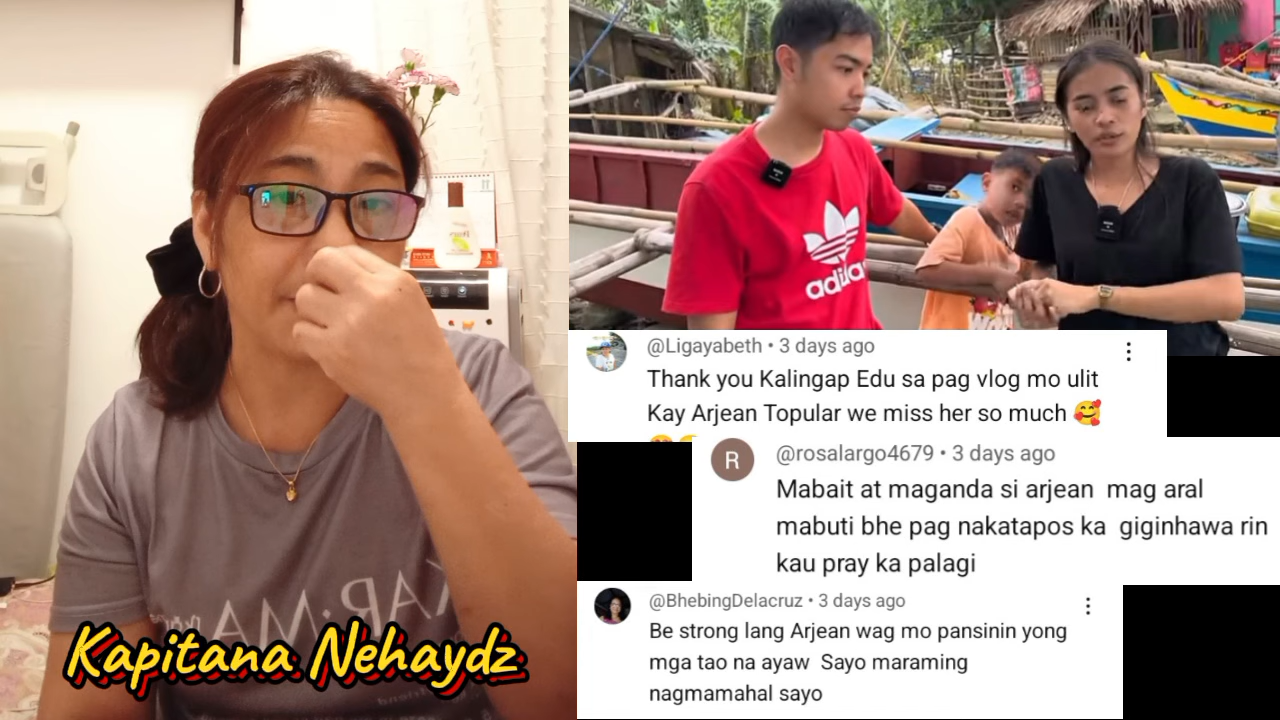 Kapitana Nehaydz
adidas
@Ligayabeth • 3 days ago
Thank you Kalingap Edu sa pag vlog mo ulit
Kay Arjean Topular we miss her so much 🥰
R
@rosalargo4679 • 3 days ago
Mabait at maganda si arjean mag aral
mabuti bhe pag nakatapos ka giginhawa rin
kau pray ka palagi
@BhebingDelacruz • 3 days ago
Be strong lang Arjean wag mo pansinin yong
mga tao na ayaw Sayo maraming
nagmamahal sayo